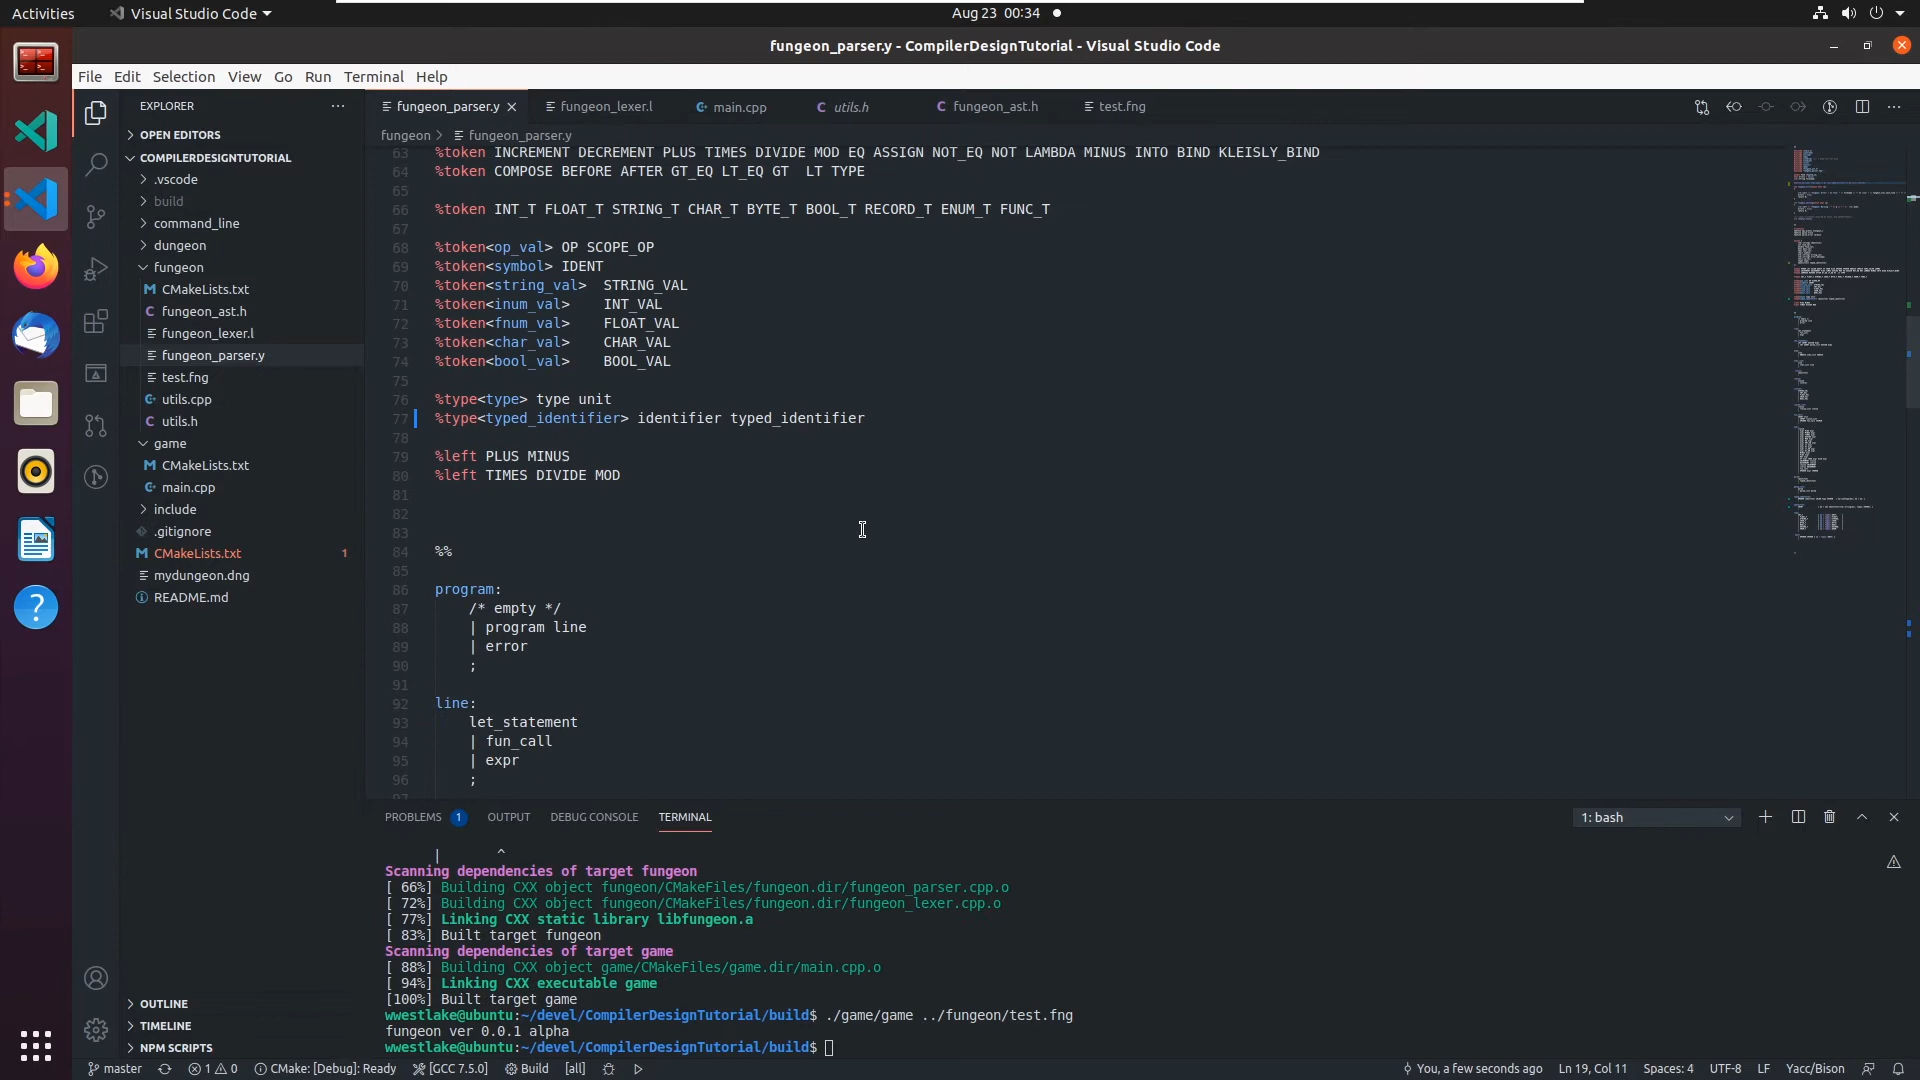 Activities
Visual Studio Code
Aug 23 00:34
fungeon_parser.y - CompilerDesignTutorial - Visual Studio Code
File Edit Selection View Go Run Terminal Help
EXPLORER
OPEN EDITORS
COMPILERDESIGNTUTORIAL
.vscode
build
command_line
dungeon
fungeon
CMakeLists.txt
fungeon_ast.h
fungeon_lexer.l
fungeon_parser.y
test.fng
utils.cpp
utils.h
game
CMakeLists.txt
main.cpp
include
.gitignore
CMakeLists.txt 1
mydungeon.dng
README.md
OUTLINE
TIMELINE
NPM SCRIPTS
fungeon_parser.y fungeon_lexer.l main.cpp utils.h fungeon_ast.h test.fng
fungeon > fungeon_parser.y
63 %token INCREMENT DECREMENT PLUS TIMES DIVIDE MOD EQ ASSIGN NOT_EQ NOT LAMBDA MINUS INTO BIND KLEISLY_BIND
64 %token COMPOSE BEFORE AFTER GT_EQ LT_EQ GT  LT TYPE
65
66 %token INT_T FLOAT_T STRING_T CHAR_T BYTE_T BOOL_T RECORD_T ENUM_T FUNC_T
67
68 %token<op_val> OP SCOPE_OP
69 %token<symbol> IDENT
70 %token<string_val>  STRING_VAL
71 %token<inum_val>    INT_VAL
72 %token<fnum_val>    FLOAT_VAL
73 %token<char_val>    CHAR_VAL
74 %token<bool_val>    BOOL_VAL
75
76 %type<type> type unit
77 %type<typed_identifier> identifier typed_identifier
78
79 %left PLUS MINUS
80 %left TIMES DIVIDE MOD
81
82
83
84 %%
85
86 program:
87     /* empty */
88     | program line
89     | error
90     ;
91
92 line:
93     let_statement
94     | fun_call
95     | expr
96     ;
97
PROBLEMS 1 OUTPUT DEBUG CONSOLE TERMINAL
1: bash
|       ^
Scanning dependencies of target fungeon
[ 66%] Building CXX object fungeon/CMakeFiles/fungeon.dir/fungeon_parser.cpp.o
[ 72%] Building CXX object fungeon/CMakeFiles/fungeon.dir/fungeon_lexer.cpp.o
[ 77%] Linking CXX static library libfungeon.a
[ 83%] Built target fungeon
Scanning dependencies of target game
[ 88%] Building CXX object game/CMakeFiles/game.dir/main.cpp.o
[ 94%] Linking CXX executable game
[100%] Built target game
wwestlake@ubuntu:~/devel/CompilerDesignTutorial/build$ ./game/game ../fungeon/test.fng
fungeon ver 0.0.1 alpha
wwestlake@ubuntu:~/devel/CompilerDesignTutorial/build$
master 1 0 CMake: [Debug]: Ready [GCC 7.5.0] Build [all] You, a few seconds ago Ln 19, Col 11 Spaces: 4 UTF-8 LF Yacc/Bison